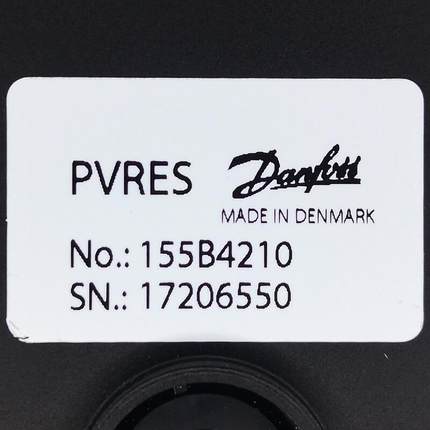 PVRES Danfoss
MADE IN DENMARK
No.: 155B4210
SN.: 17206550